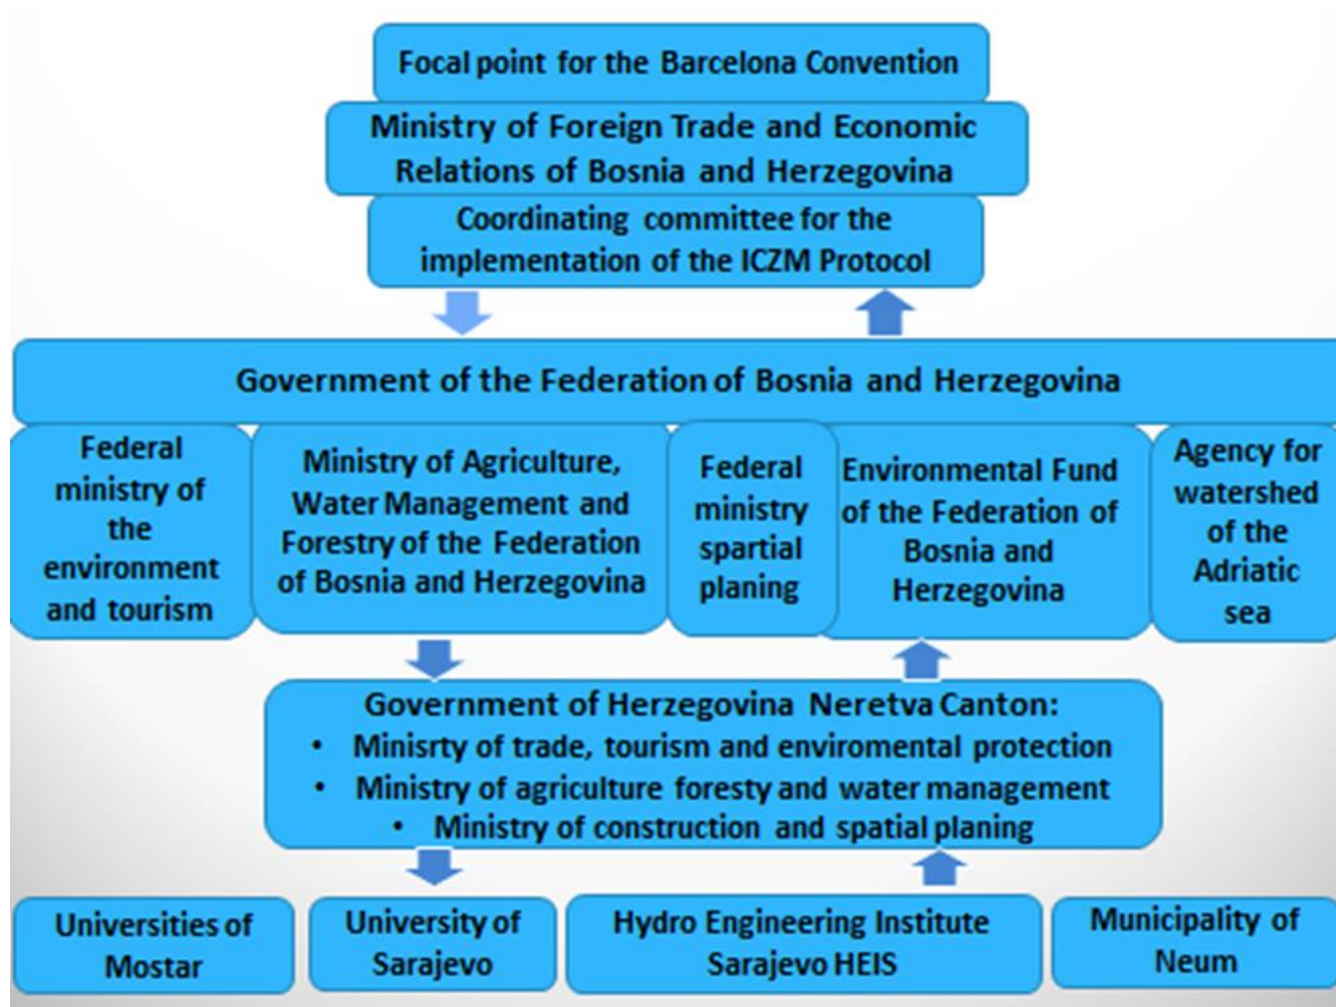 Focal point for the Barcelona Convention
Ministry of Foreign Trade and Economic
Relations of Bosnia and Herzegovina
Coordinating committee for the
implementation of the ICZM Protocol
Government of the Federation of Bosnia and Herzegovina
Federal
ministry of
the
environment
and tourism
Ministry of Agriculture,
Water Management and
Forestry of the Federation
of Bosnia and Herzegovina
Federal
ministry
spartial
planing
Environmental Fund
of the Federation of
Bosnia and
Herzegovina
Agency for
watershed
of the
Adriatic
sea
Government of Herzegovina Neretva Canton:
• Minisrty of trade, tourism and enviromental protection
• Ministry of agriculture foresty and water management
• Ministry of construction and spatial planing
Universities of
Mostar
University of
Sarajevo
Hydro Engineering Institute
Sarajevo HEIS
Municipality of
Neum